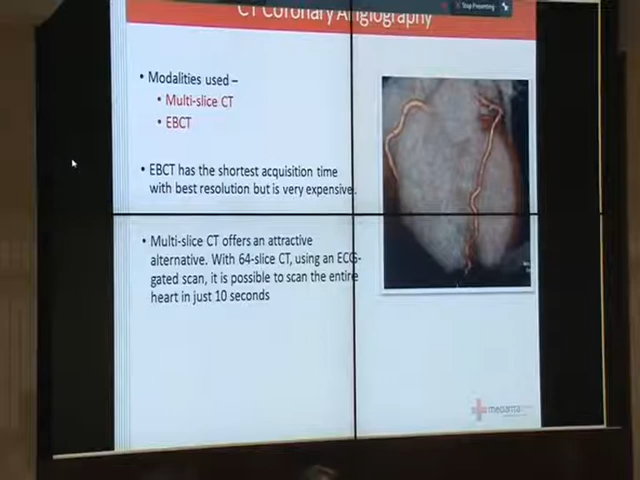 CT Coronary Angiography
Stop Presenting
• Modalities used –
• Multi-slice CT
• EBCT
• EBCT has the shortest acquisition time
with best resolution but is very expensive.
• Multi-slice CT offers an attractive
alternative. With 64-slice CT, using an ECG-
gated scan, it is possible to scan the entire
heart in just 10 seconds